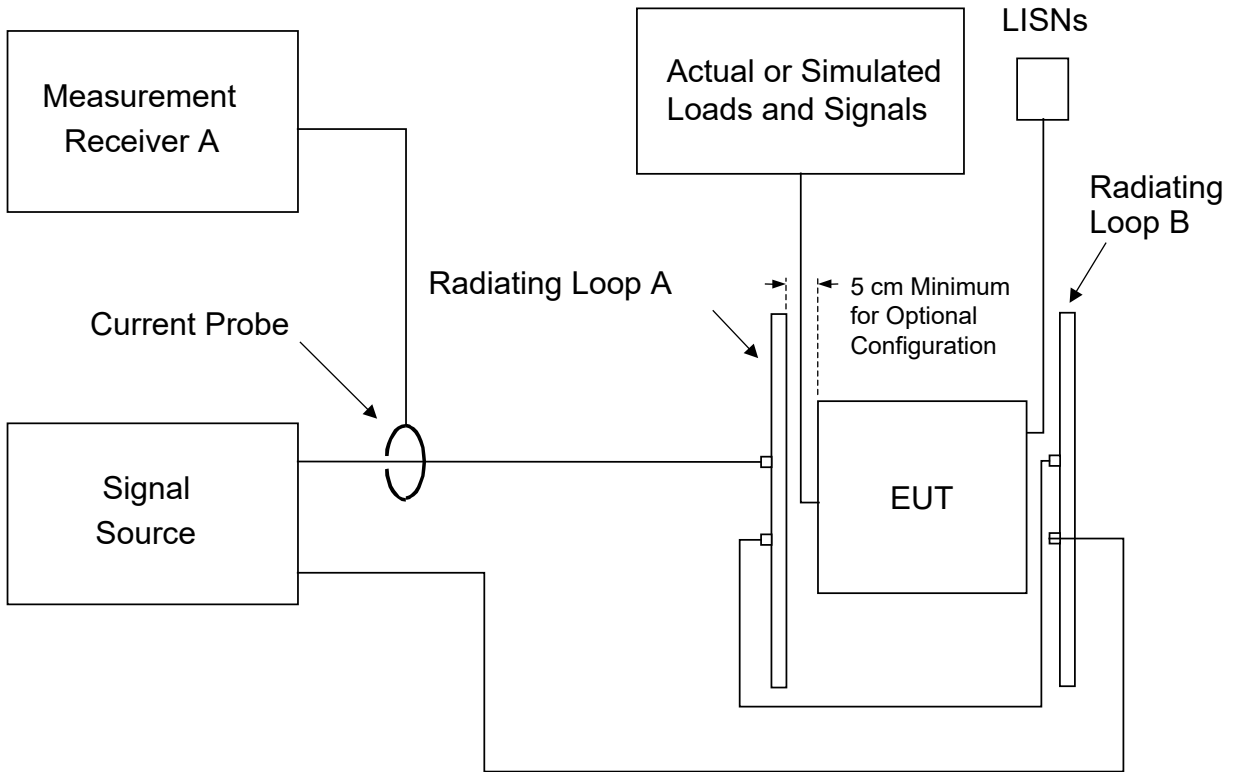 LISNs
Measurement
Receiver A
Actual or Simulated
Loads and Signals
Radiating
Loop B
Radiating Loop A
5 cm Minimum
for Optional
Configuration
Current Probe
Signal
Source
EUT